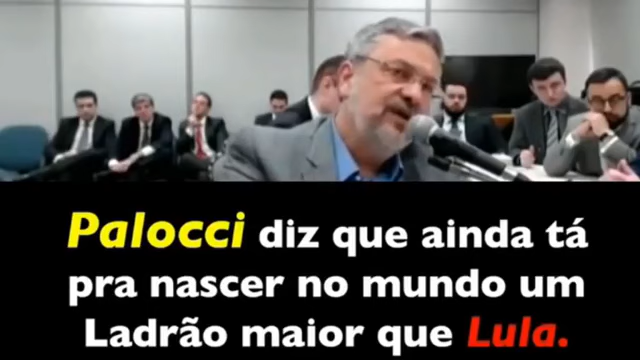 Palocci diz que ainda tá
pra nascer no mundo um
Ladrão maior que Lula.